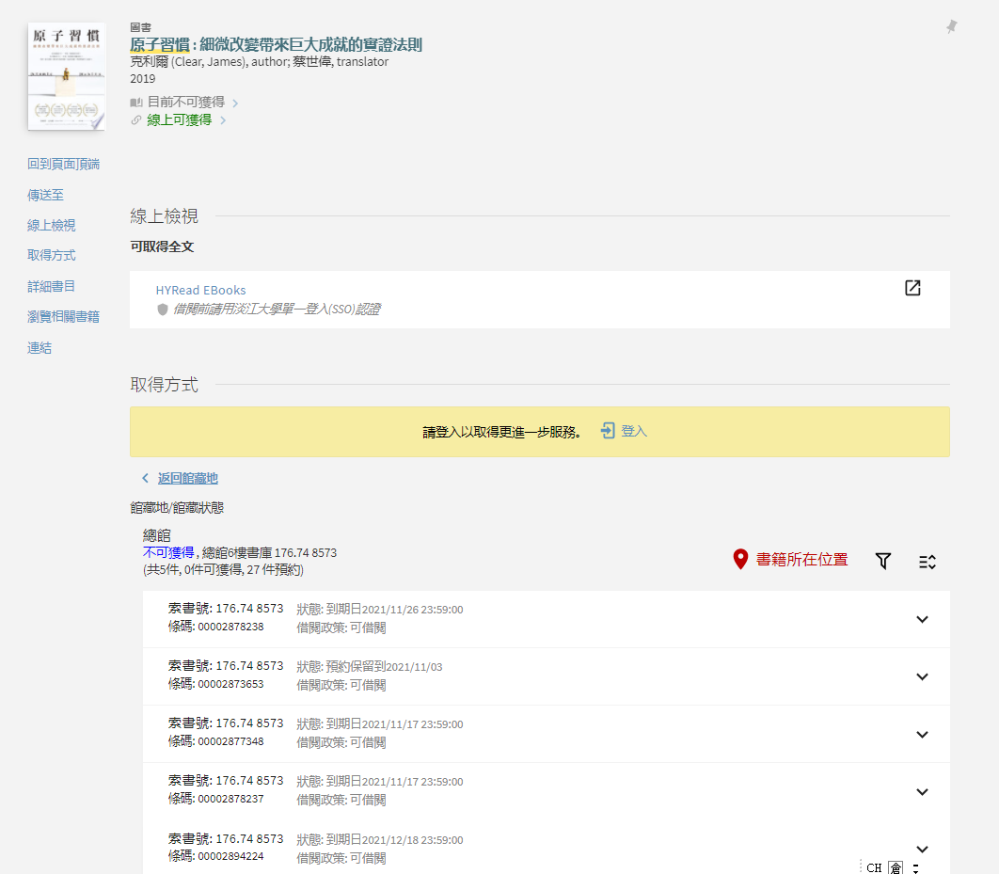 原子習慣
圖書
原子習慣 : 細微改變帶來巨大成就的實證法則
克利爾 (Clear, James), author; 蔡世偉, translator
2019
目前不可獲得
線上可獲得
回到頁面頂端
傳送至
線上檢視
取得方式
詳細書目
瀏覽相關書籍
連結
線上檢視
可取得全文
HYRead EBooks
借閱前請用淡江大學單一登入(SSO)認證
取得方式
請登入以取得更進一步服務。 登入
返回館藏地
館藏地/館藏狀態
總館
不可獲得 , 總館6樓書庫 176.74 8573
(共5件, 0件可獲得, 27 件預約)
書籍所在位置
索書號: 176.74 8573 狀態: 到期日2021/11/26 23:59:00
條碼: 00002878238 借閱政策: 可借閱
索書號: 176.74 8573 狀態: 預約保留到2021/11/03
條碼: 00002873653 借閱政策: 可借閱
索書號: 176.74 8573 狀態: 到期日2021/11/17 23:59:00
條碼: 00002877348 借閱政策: 可借閱
索書號: 176.74 8573 狀態: 到期日2021/11/17 23:59:00
條碼: 00002878237 借閱政策: 可借閱
索書號: 176.74 8573 狀態: 到期日2021/12/18 23:59:00
條碼: 00002894224 借閱政策: 可借閱
CH 倉